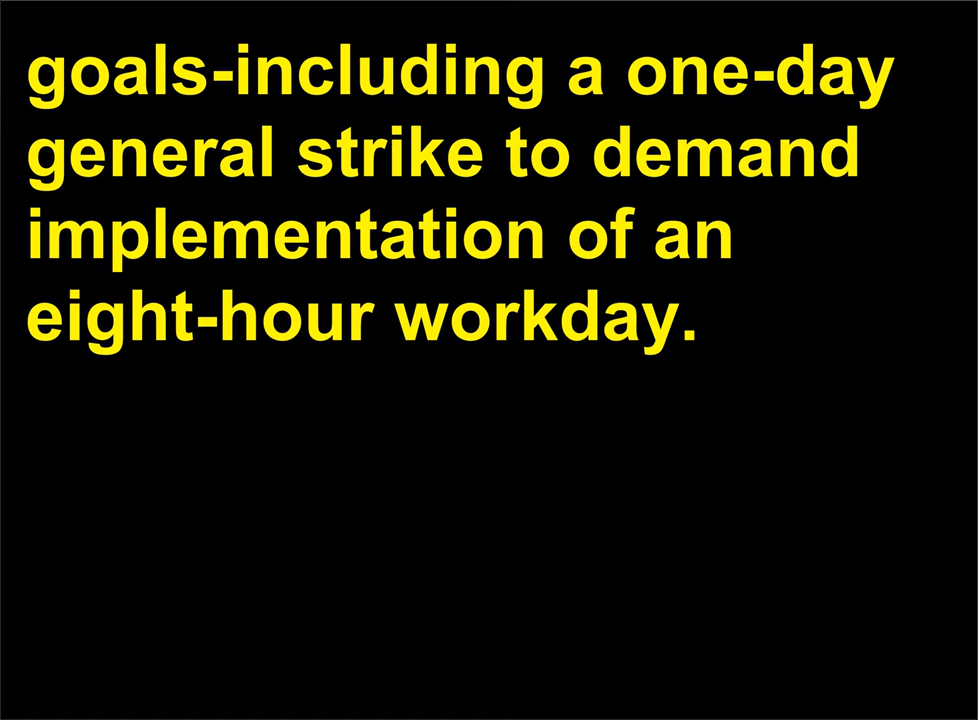 goals-including a one-day
general strike to demand
implementation of an
eight-hour workday.